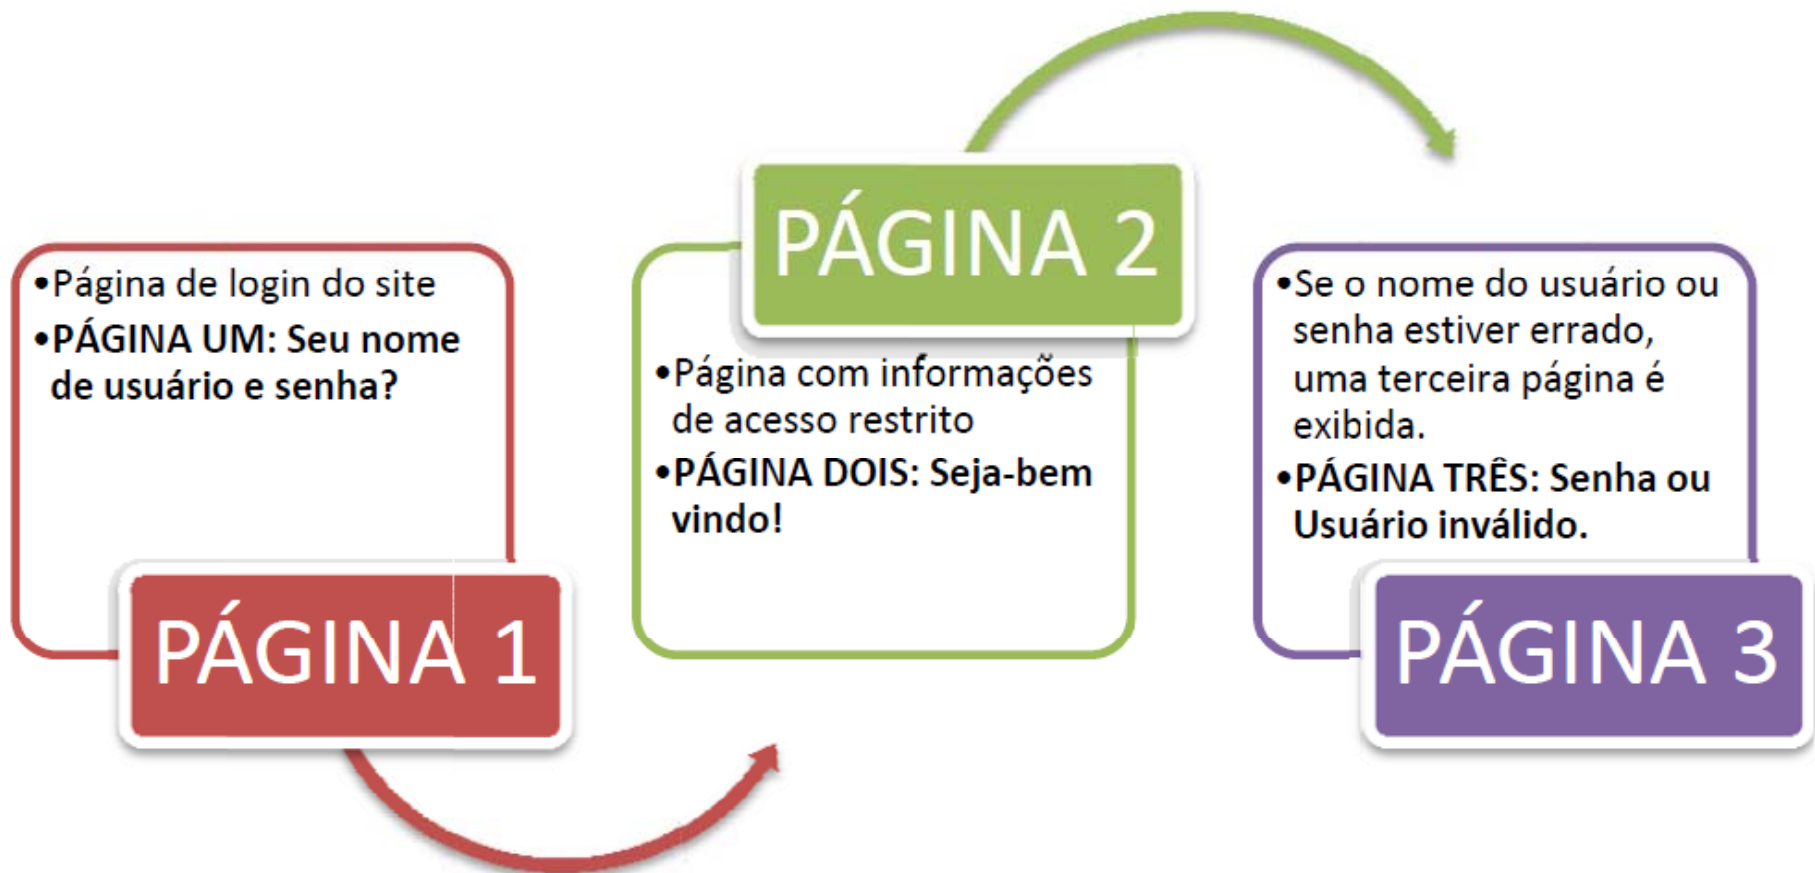 •Página de login do site
•PÁGINA UM: Seu nome
de usuário e senha?
PÁGINA 1
PÁGINA 2
•Página com informações
de acesso restrito
•PÁGINA DOIS: Seja-bem
vindo!
•Se o nome do usuário ou
senha estiver errado,
uma terceira página é
exibida.
•PÁGINA TRÊS: Senha ou
Usuário inválido.
PÁGINA 3